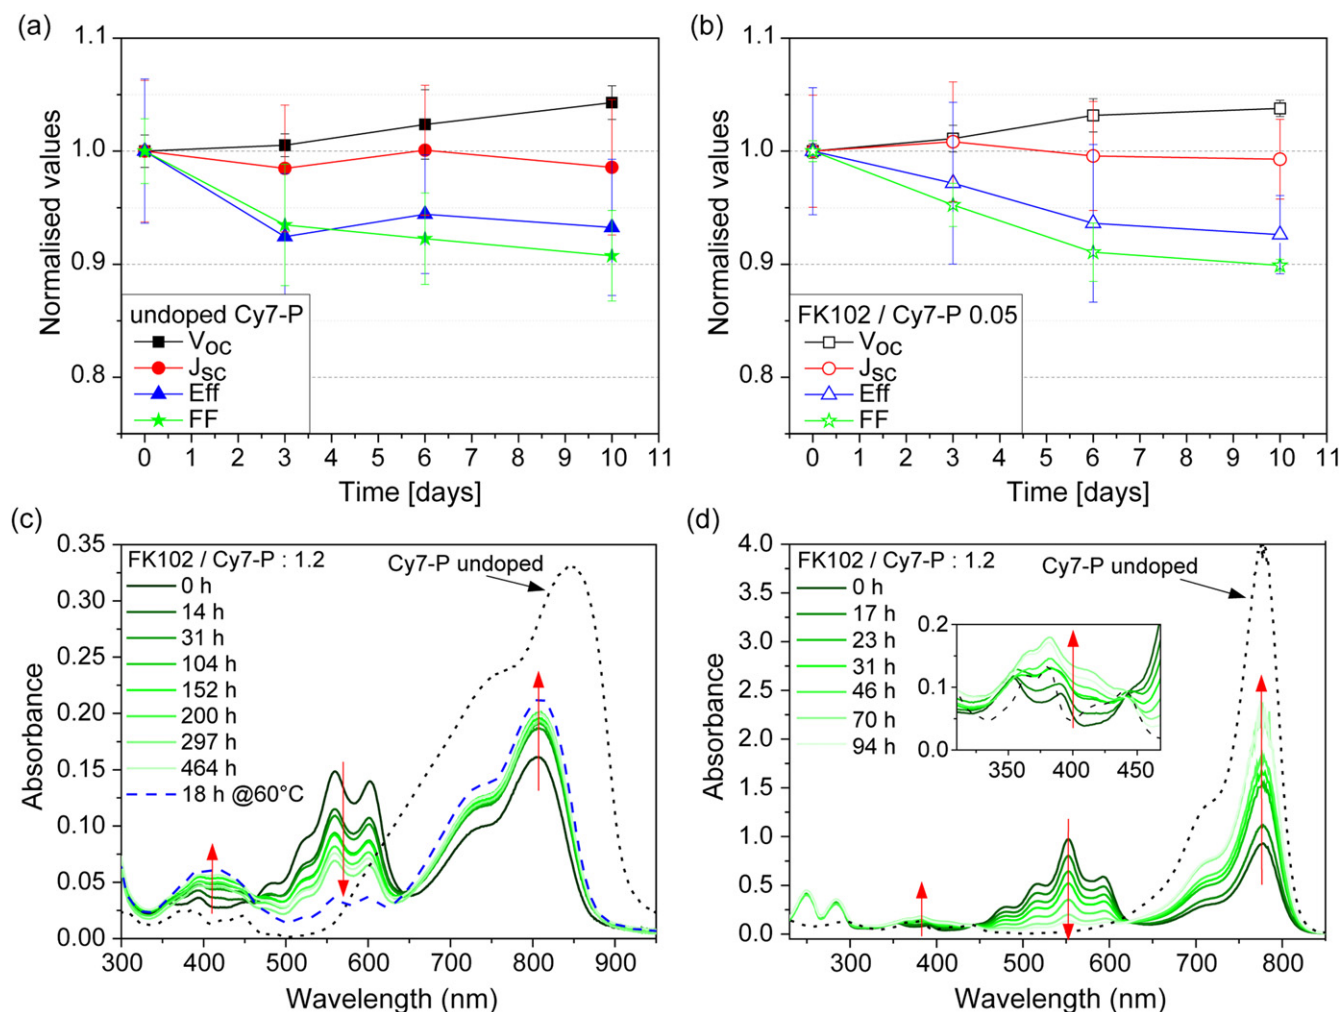 (a)
1.1
1.0
0.9
0.8
Normalised values
undoped Cy7-P
VOC
JSC
Eff
FF
0 1 2 3 4 5 6 7 8 9 10 11
Time [days]
(b)
1.1
1.0
0.9
0.8
Normalised values
FK102 / Cy7-P 0.05
VOC
JSC
Eff
FF
0 1 2 3 4 5 6 7 8 9 10 11
Time [days]
(c)
0.35
0.30
0.25
0.20
0.15
0.10
0.05
0.00
Absorbance
FK102 / Cy7-P : 1.2
0 h
14 h
31 h
104 h
152 h
200 h
297 h
464 h
18 h @60°C
Cy7-P undoped
300 400 500 600 700 800 900
Wavelength (nm)
(d)
4.0
3.5
3.0
2.5
2.0
1.5
1.0
0.5
0.0
Absorbance
FK102 / Cy7-P : 1.2
0 h
17 h
23 h
31 h
46 h
70 h
94 h
Cy7-P undoped
0.2
0.1
0.0
350 400 450
300 400 500 600 700 800
Wavelength (nm)